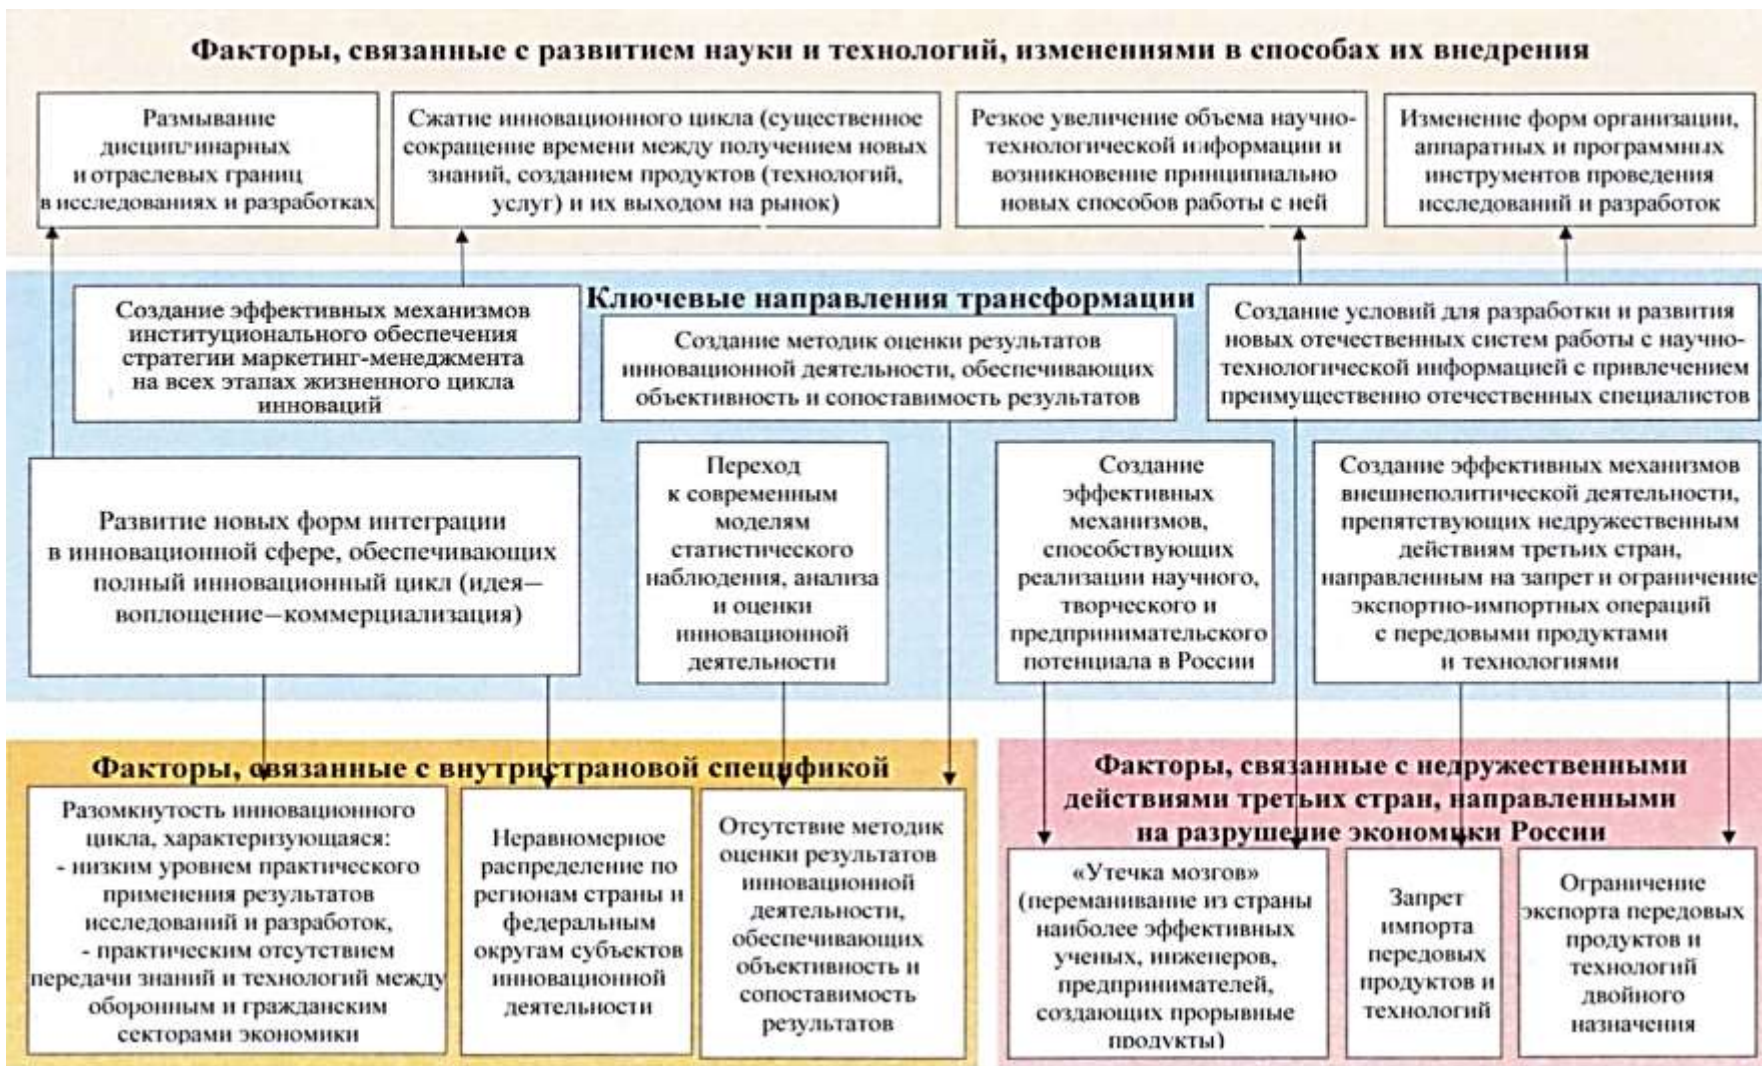 Факторы, связанные с развитием науки и технологий, изменениями в способах их внедрения
Размывание
дисциплинарных
и отраслевых границ
в исследованиях и разработках
Сжатие инновационного цикла (существенное
сокращение времени между получением новых
знаний, созданием продуктов (технологий,
услуг) и их выходом на рынок)
Резкое увеличение объема научно-
технологической информации и
возникновение принципиально
новых способов работы с ней
Изменение форм организации,
аппаратных и программных
инструментов проведения
исследований и разработок
Ключевые направления трансформации
Создание эффективных механизмов
институционального обеспечения
стратегии маркетинг-менеджмента
на всех этапах жизненного цикла
инноваций
Создание методик оценки результатов
инновационной деятельности, обеспечивающих
объективность и сопоставимость результатов
Создание условий для разработки и развития
новых отечественных систем работы с научно-
технологической информацией с привлечением
преимущественно отечественных специалистов
Развитие новых форм интеграции
в инновационной сфере, обеспечивающих
полный инновационный цикл (идея—
воплощение—коммерциализация)
Переход
к современным
моделям
статистического
наблюдения, анализа
и оценки
инновационной
деятельности
Создание
эффективных
механизмов,
способствующих
реализации научного,
творческого и
предпринимательского
потенциала в России
Создание эффективных механизмов
внешнеполитической деятельности,
препятствующих недружественным
действиям третьих стран,
направленным на запрет и ограничение
экспортно-импортных операций
с передовыми продуктами
и технологиями
Факторы, связанные с внутристрановой спецификой
Разомкнутость инновационного
цикла, характеризующаяся:
- низким уровнем практического
применения результатов
исследований и разработок,
- практическим отсутствием
передачи знаний и технологий между
оборонным и гражданским
секторами экономики
Неравномерное
распределение по
регионам страны и
федеральным
округам субъектов
инновационной
деятельности
Отсутствие методик
оценки результатов
инновационной
деятельности,
обеспечивающих
объективность и
сопоставимость
результатов
Факторы, связанные с недружественными
действиями третьих стран, направленными
на разрушение экономики России
«Утечка мозгов»
(переманивание из страны
наиболее эффективных
ученых, инженеров,
предпринимателей,
создающих прорывные
продукты)
Запрет
импорта
передовых
продуктов и
технологий
Ограничение
экспорта передовых
продуктов и
технологий
двойного
назначения